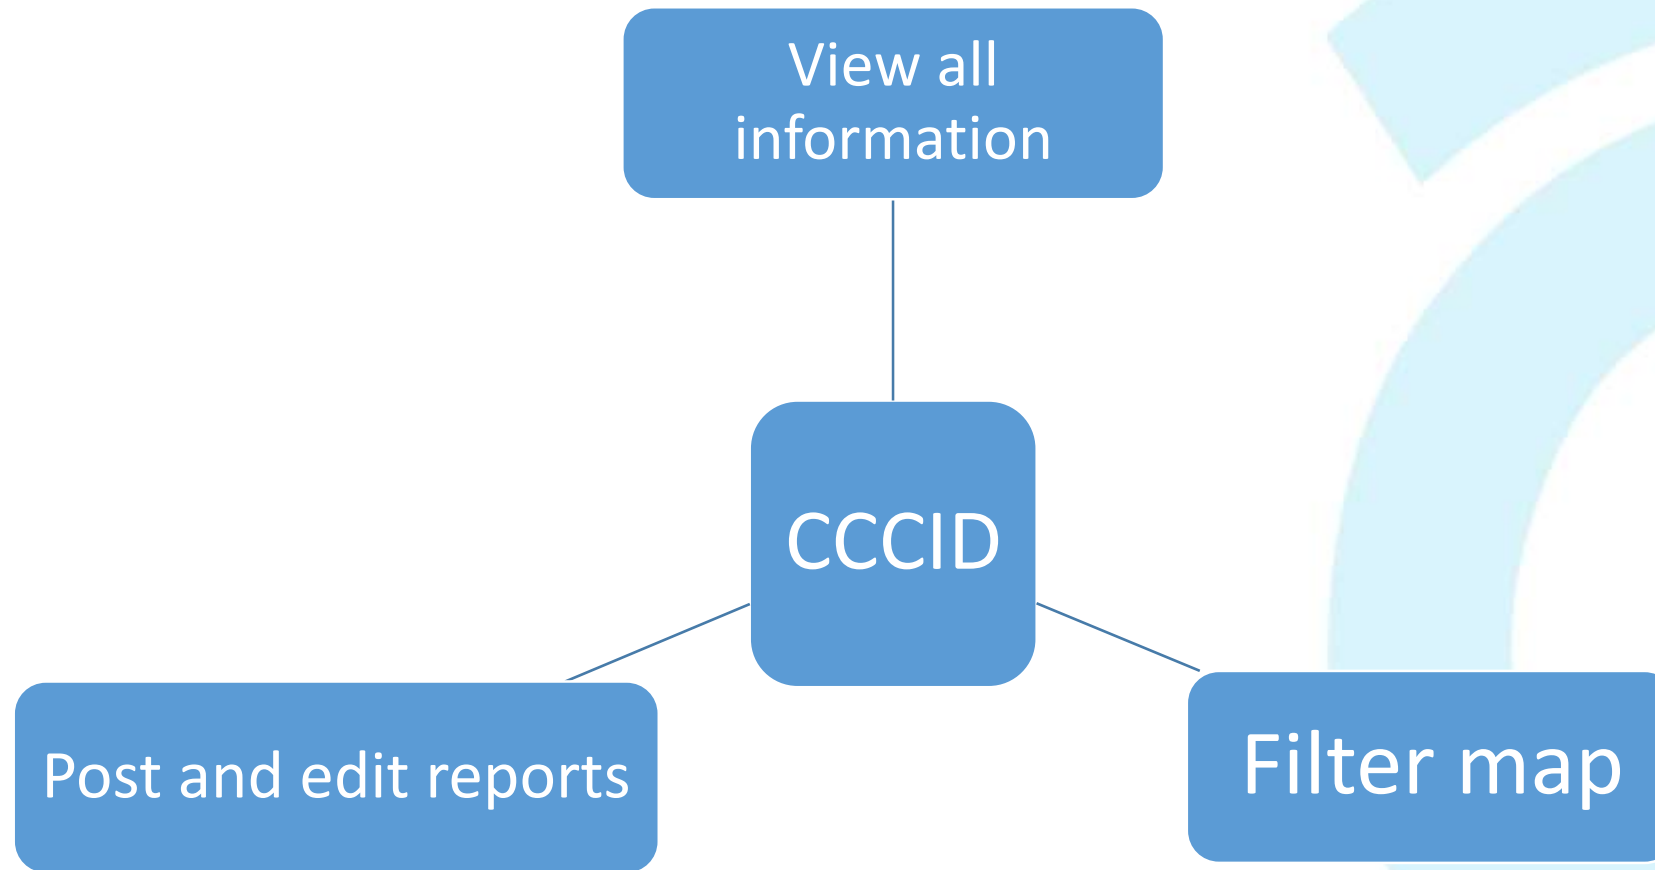 View all
information
CCCID
Post and edit reports
Filter map